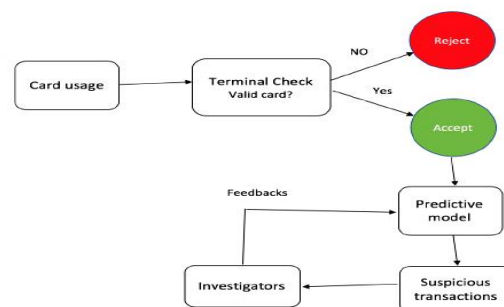 NO
Reject
Card usage
Terminal Check
Valid card?
Yes
Accept
Feedbacks
Predictive
model
Investigators
Suspicious
transactions